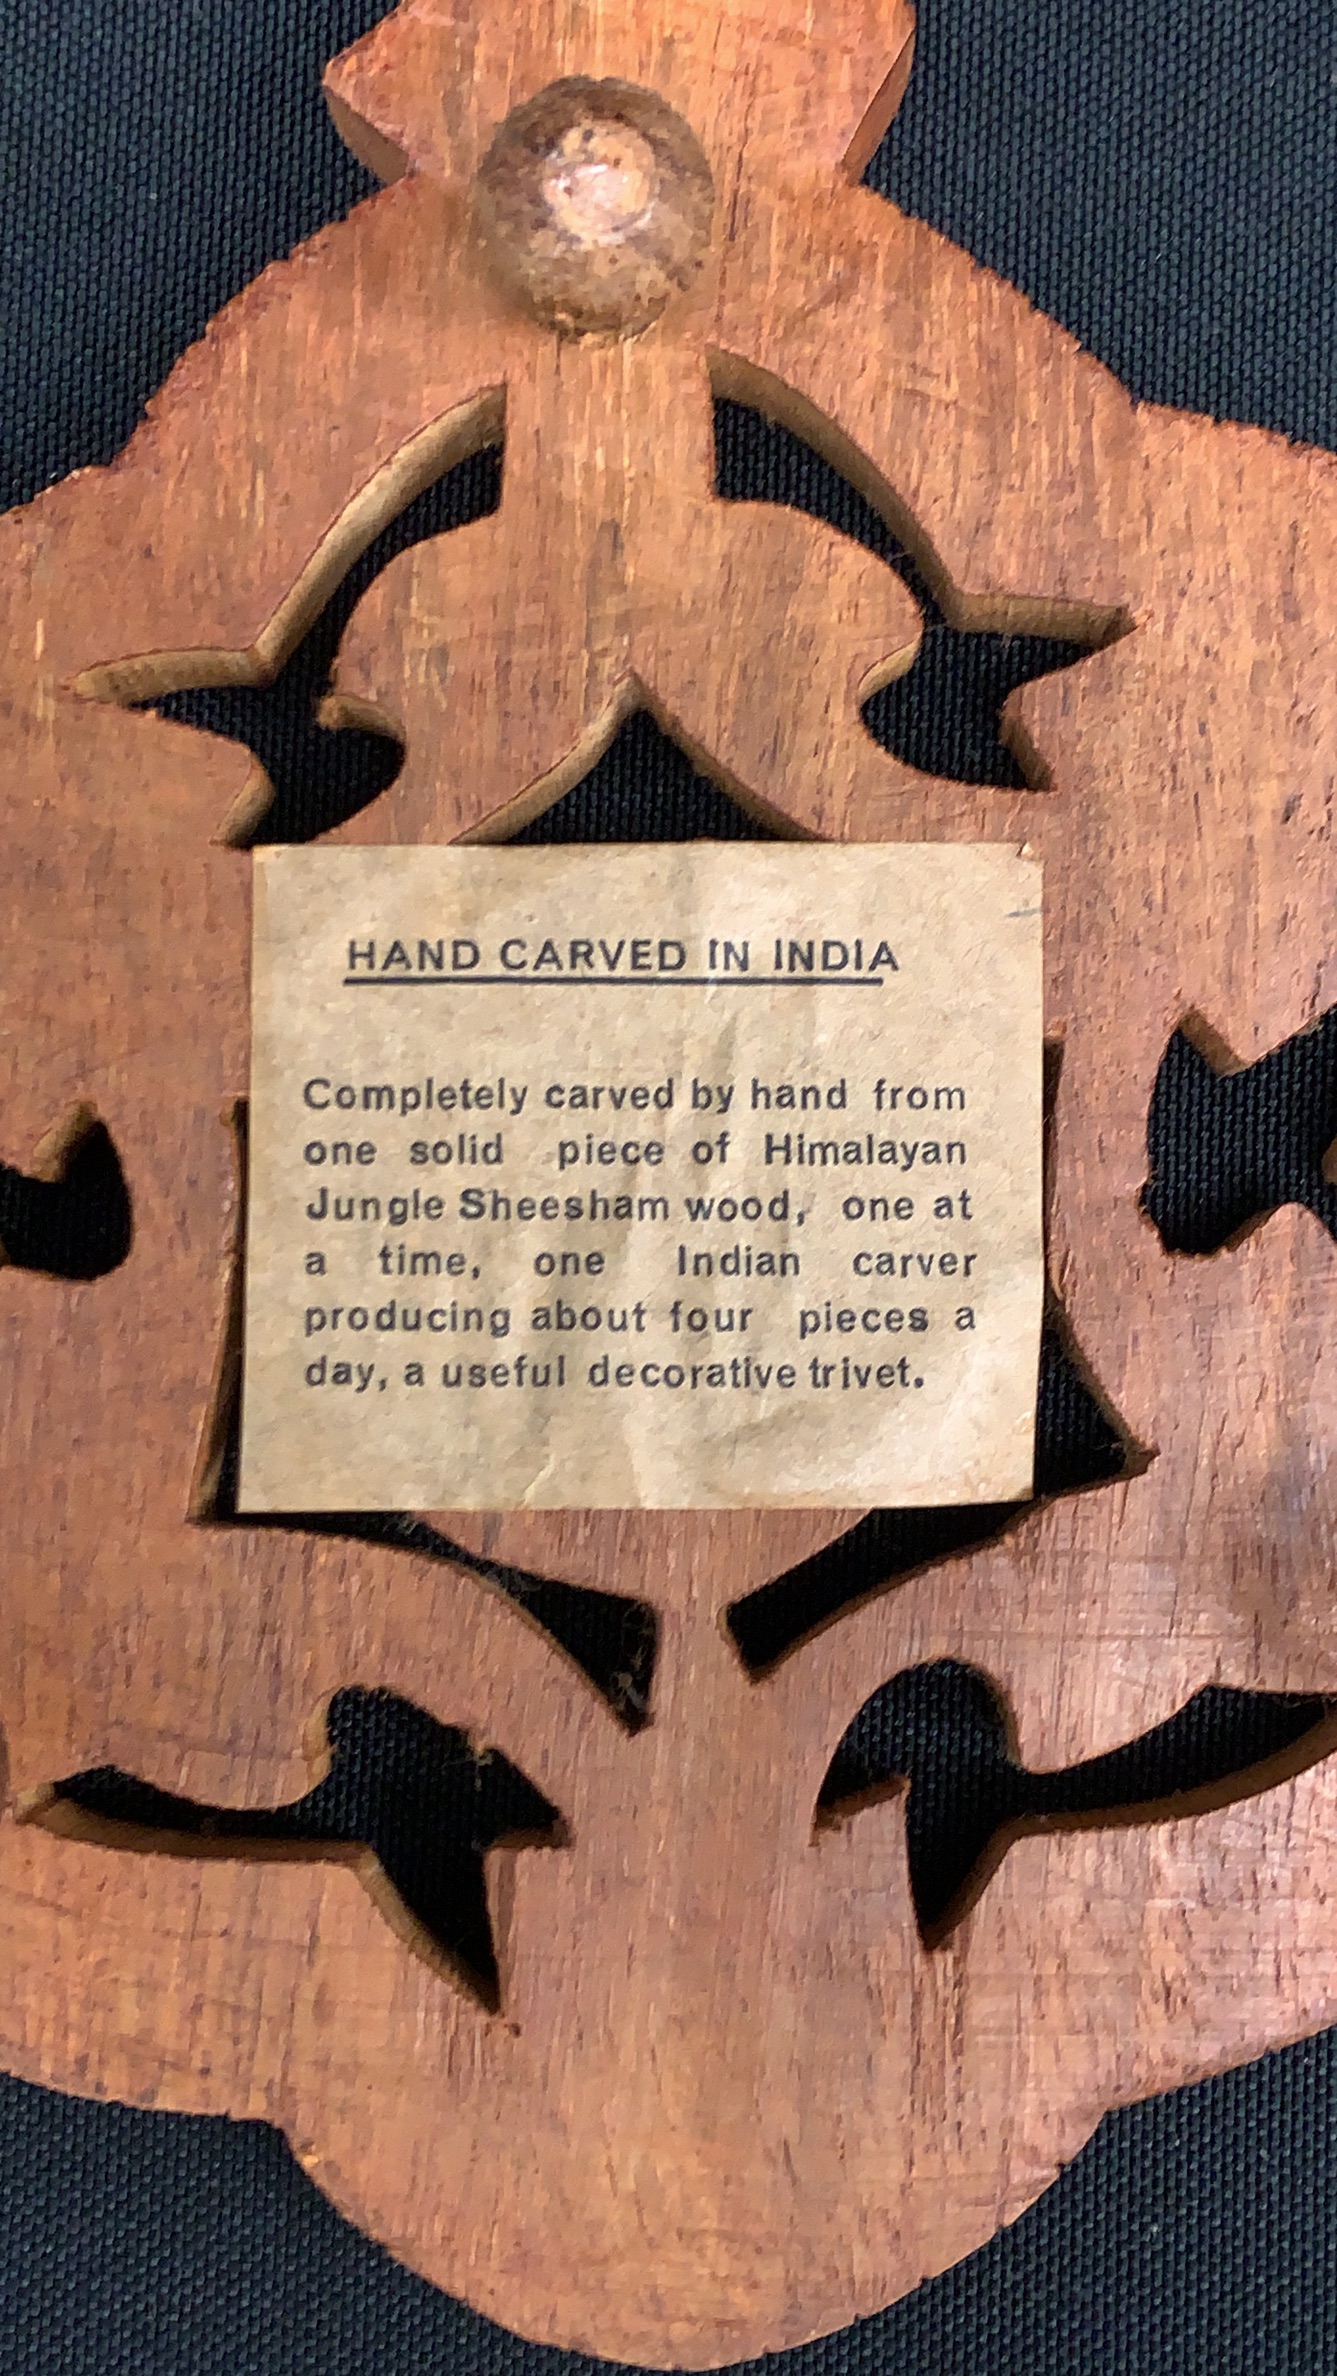 HAND CARVED IN INDIA
Completely carved by hand from
one solid piece of Himalayan
Jungle Sheesham wood, one at
a time, one Indian carver
producing about four pieces a
day, a useful decorative trivet.